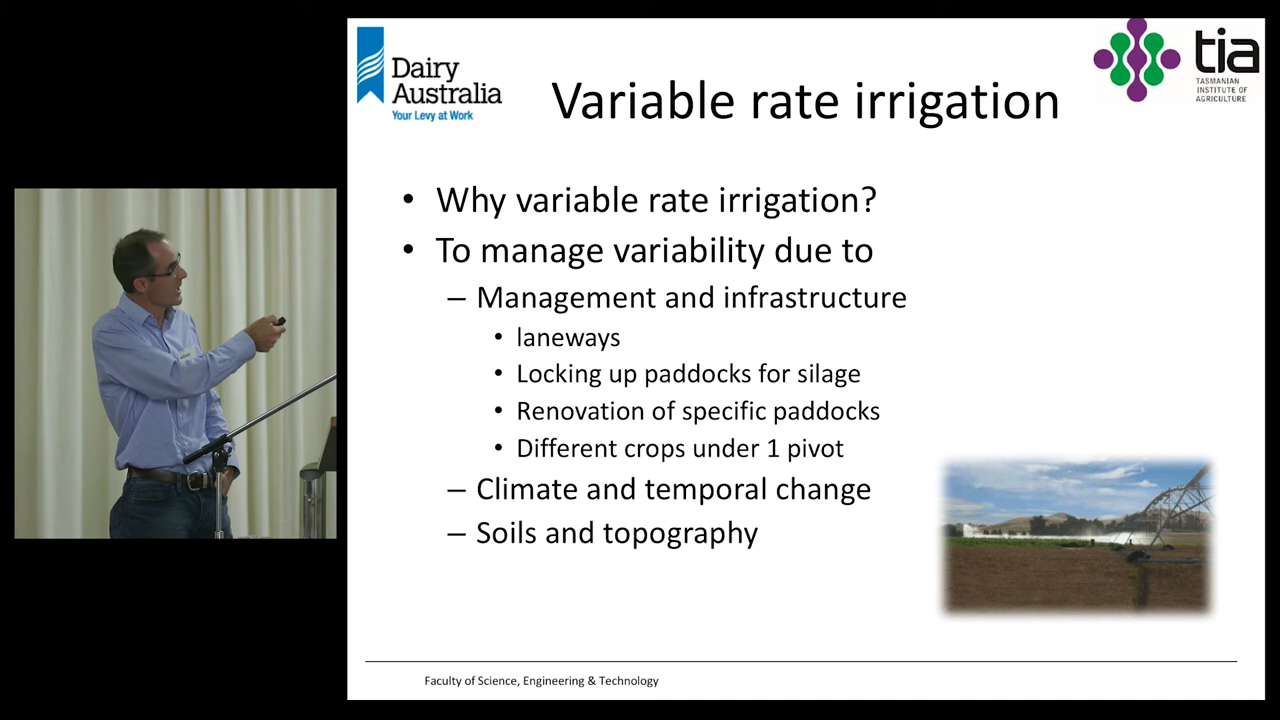 Dairy
Australia
Your Levy at Work
Variable rate irrigation
tia
TASMANIAN
INSTITUTE OF
AGRICULTURE
• Why variable rate irrigation?
• To manage variability due to
– Management and infrastructure
• laneways
• Locking up paddocks for silage
• Renovation of specific paddocks
• Different crops under 1 pivot
– Climate and temporal change
– Soils and topography
Faculty of Science, Engineering & Technology